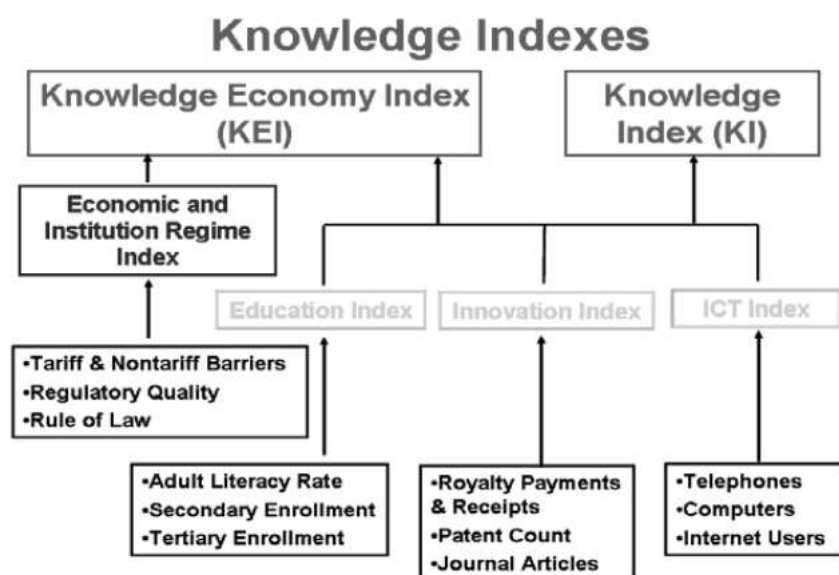 Knowledge Indexes
Knowledge Economy Index
(KEI)
Knowledge
Index (KI)
Economic and
Institution Regime
Index
Education Index
Innovation Index
ICT Index
•Tariff & Nontariff Barriers
•Regulatory Quality
•Rule of Law
•Adult Literacy Rate
•Secondary Enrollment
•Tertiary Enrollment
•Royalty Payments
& Receipts
•Patent Count
•Journal Articles
•Telephones
•Computers
•Internet Users